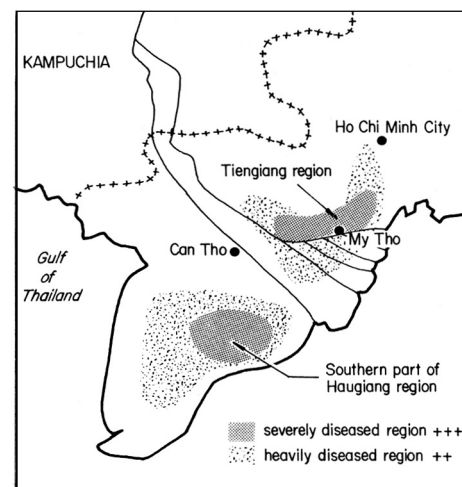 KAMPUCHIA
Ho Chi Minh City
Tiengiang region
My Tho
Can Tho
Gulf
of
Thailand
Southern part of
Haugiang region
severely diseased region +++
heavily diseased region ++